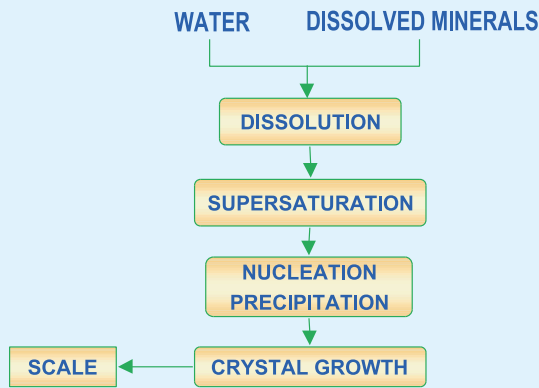 WATER
DISSOLVED MINERALS
DISSOLUTION
SUPERSATURATION
NUCLEATION
PRECIPITATION
SCALE
CRYSTAL GROWTH